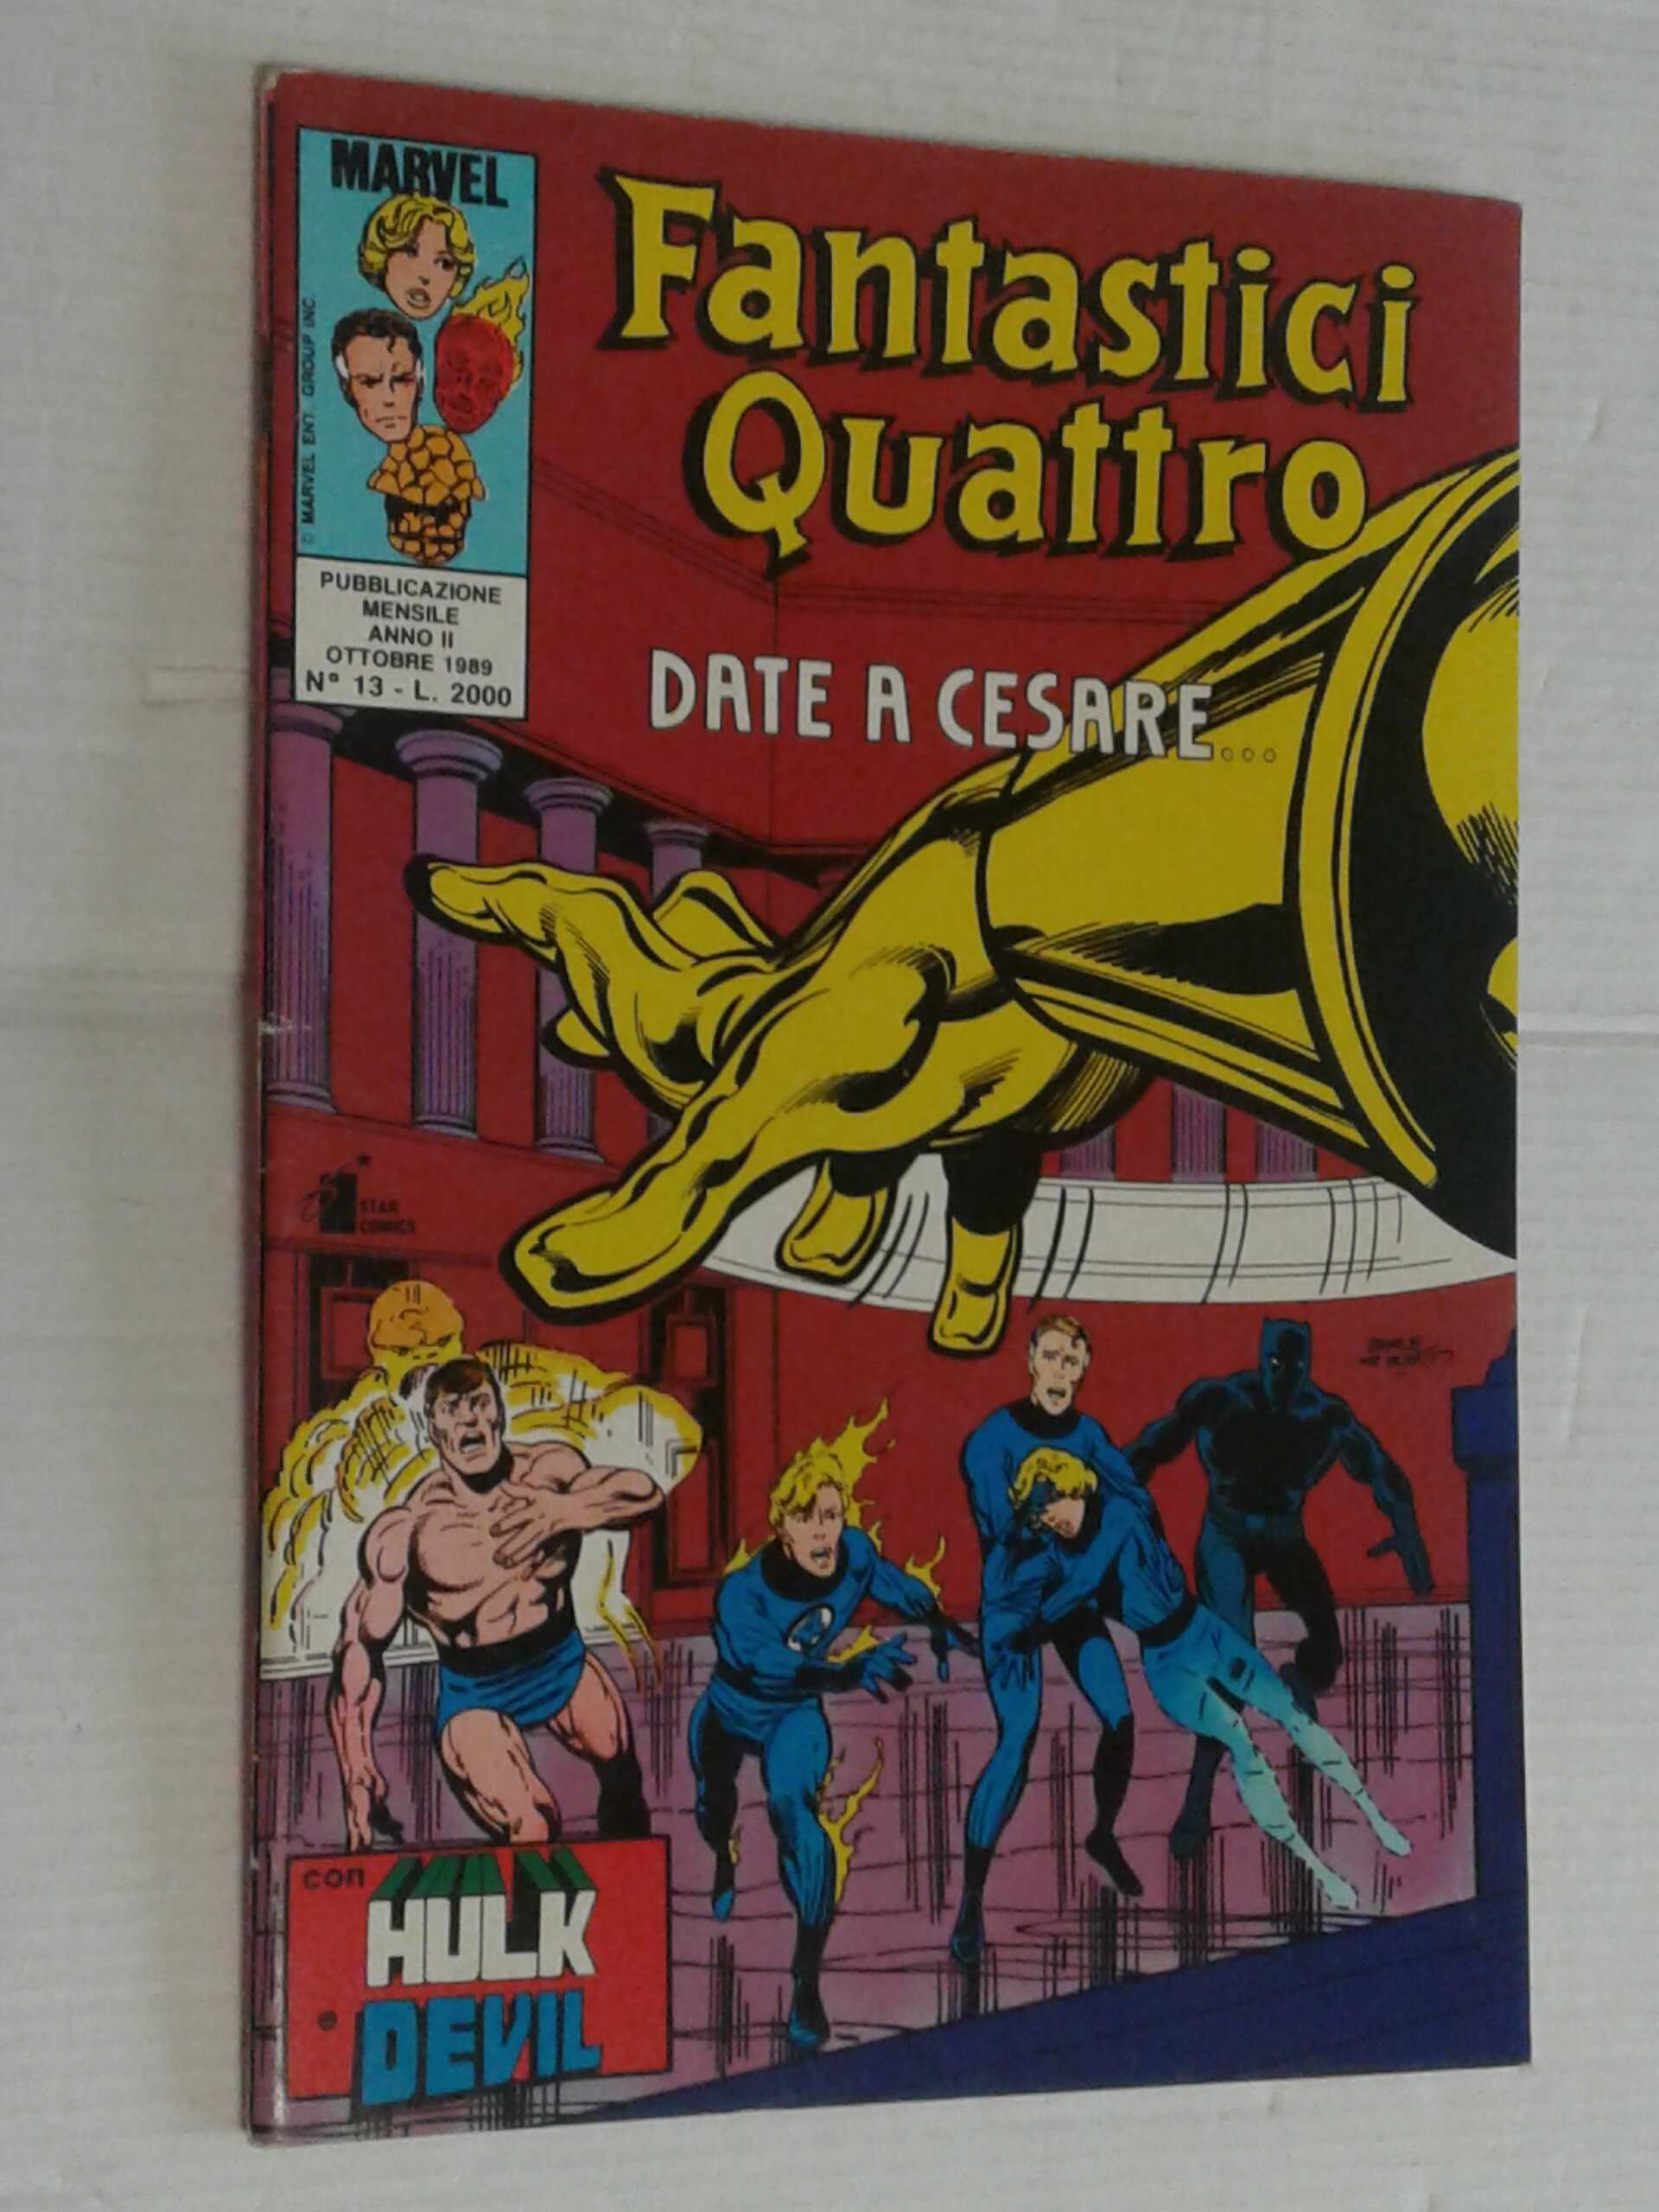 MARVEL
© MARVEL ENT. GROUP INC.
PUBBLICAZIONE
MENSILE
ANNO II
OTTOBRE 1989
N° 13 - L. 2000
Fantastici
Quattro
DATE A CESARE...
STAR
COMICS
4
con
HULK
e DEVIL